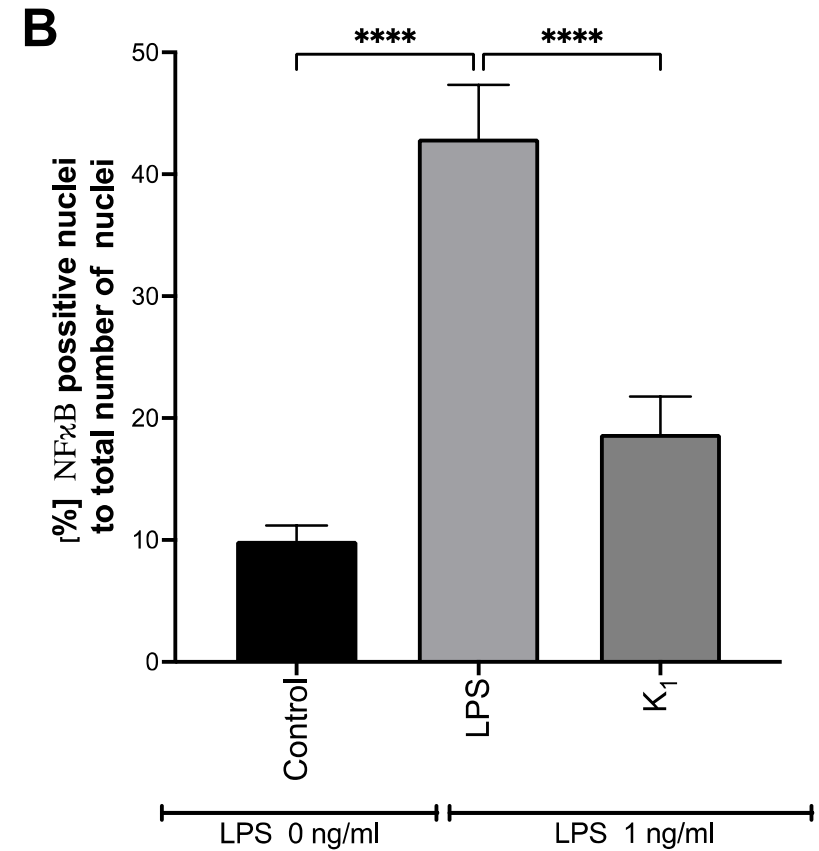 B
**** ****
[%] NFϰB possitive nuclei
to total number of nuclei
50
40
30
20
10
0
Control
LPS
K₁
LPS 0 ng/ml
LPS 1 ng/ml